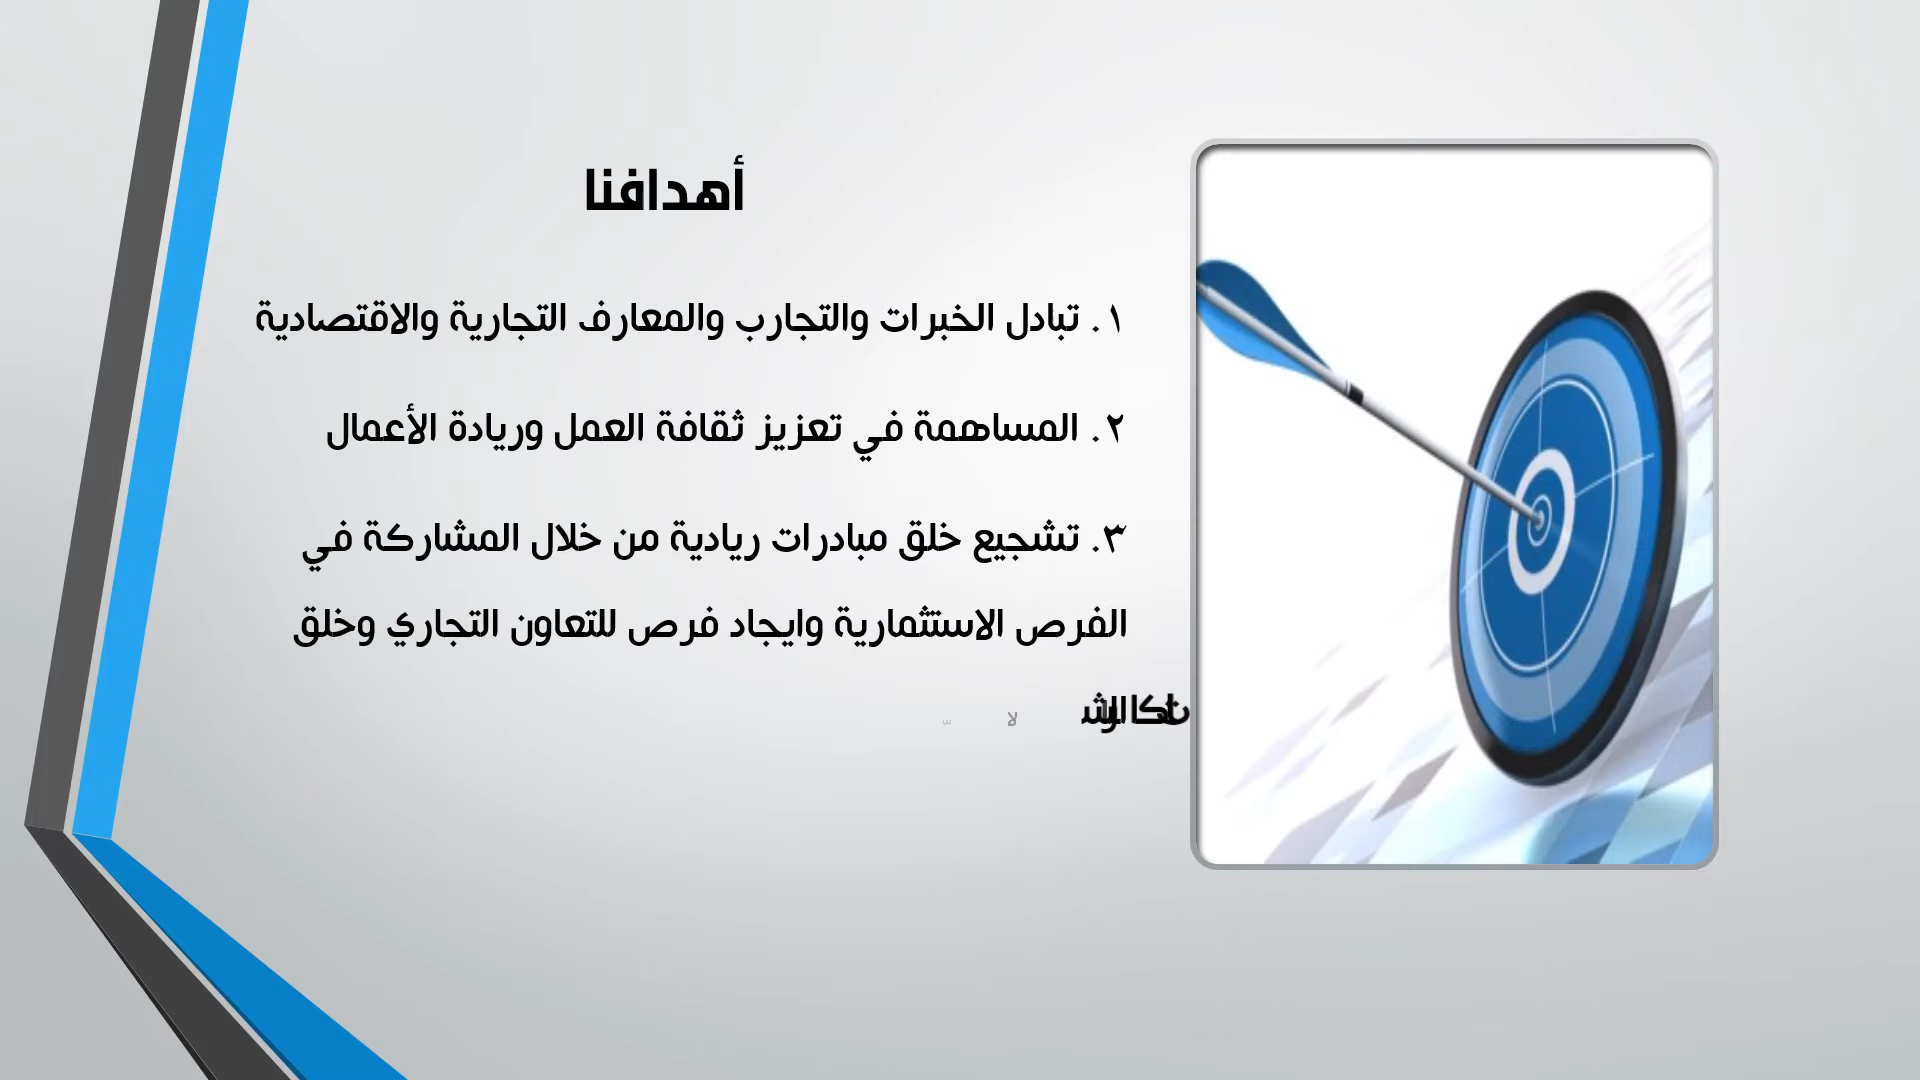 أهدافنا
١. تبادل الخبرات والتجارب والمعارف التجارية والاقتصادية
٢. المساهمة في تعزيز ثقافة العمل وريادة الأعمال
٣. تشجيع خلق مبادرات ريادية من خلال المشاركة في
الفرص الاستثمارية وايجاد فرص للتعاون التجاري وخلق